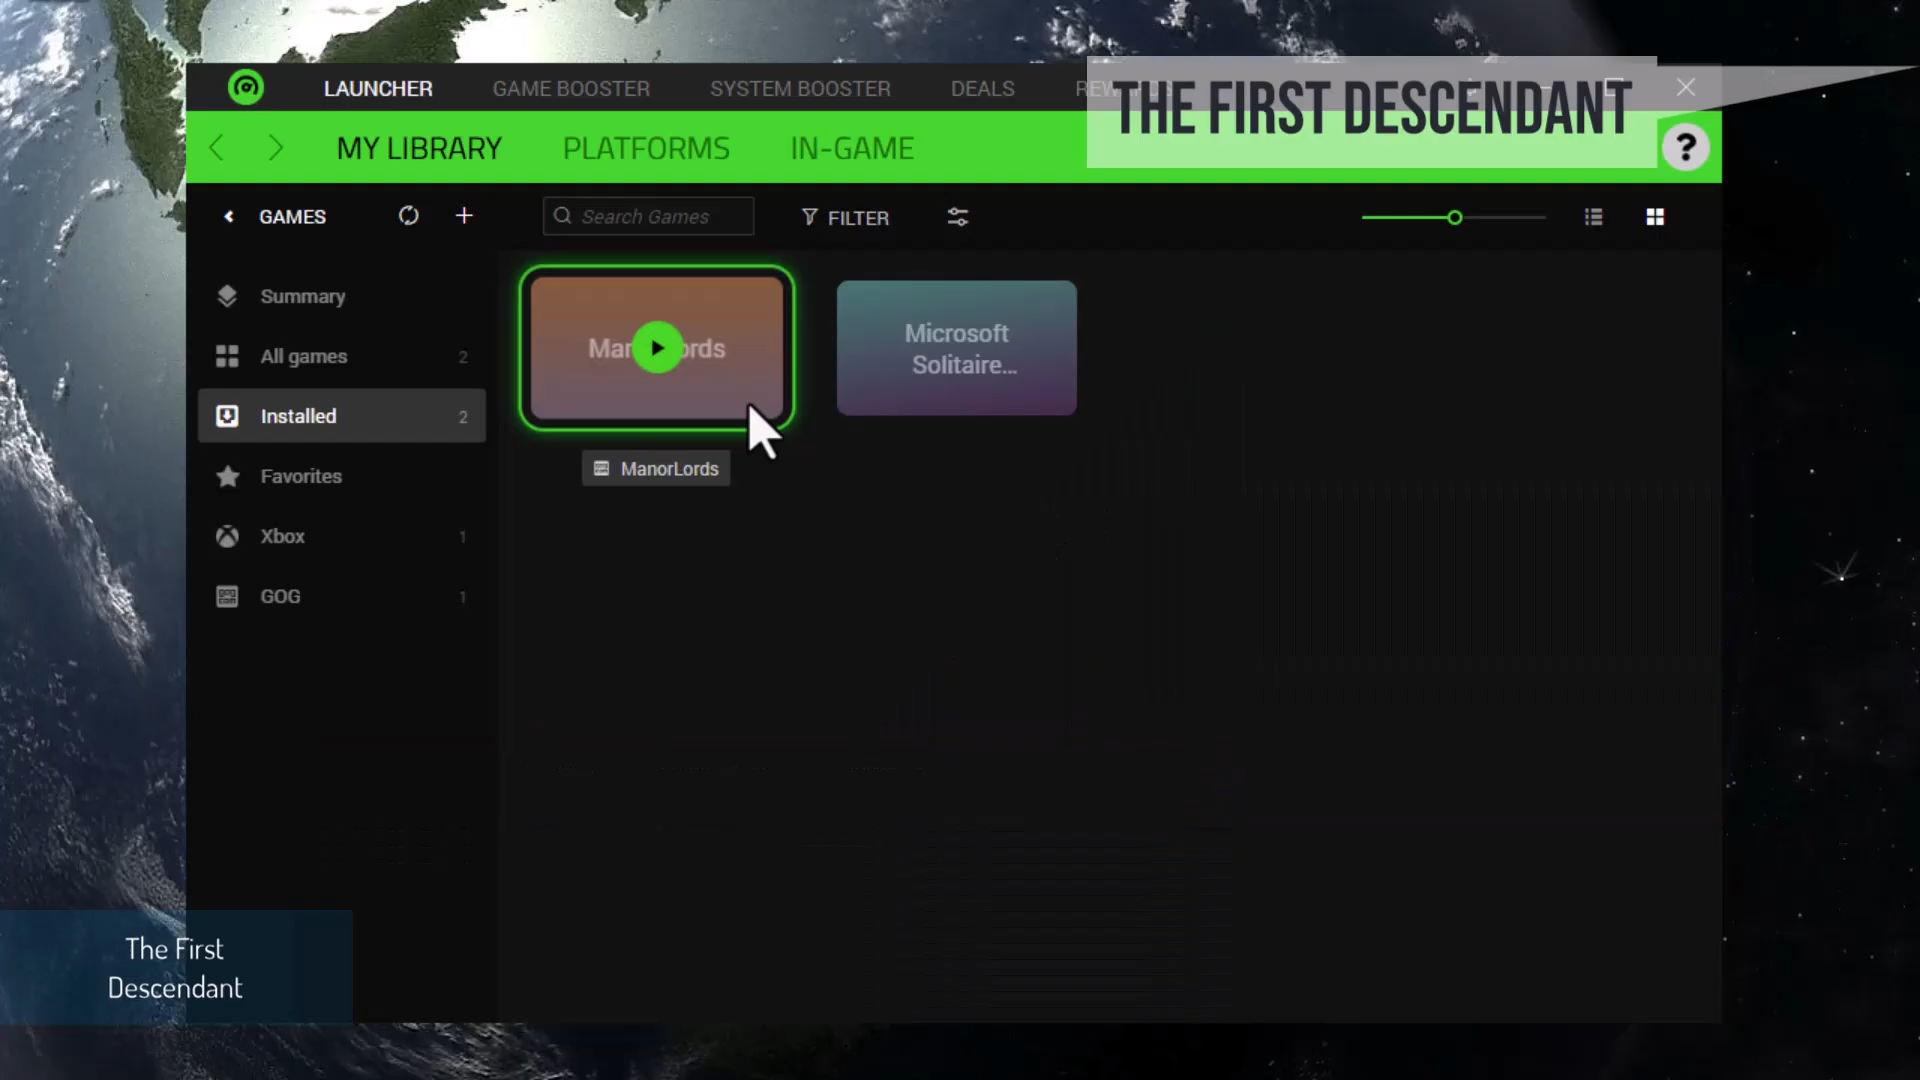 LAUNCHER GAME BOOSTER SYSTEM BOOSTER DEALS
THE FIRST DESCENDANT
MY LIBRARY PLATFORMS IN-GAME
?
GAMES
Search Games
FILTER
Summary
All games 2
Installed 2
Favorites
Xbox 1
GOG 1
Microsoft
Solitaire...
ManorLords
The First
Descendant